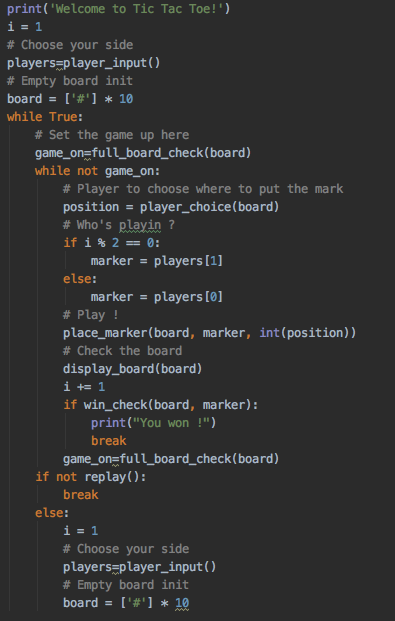 print('Welcome to Tic Tac Toe!')
i = 1
# Choose your side
players=player_input()
# Empty board init
board = ['#'] * 10
while True:
    # Set the game up here
    game_on=full_board_check(board)
    while not game_on:
        # Player to choose where to put the mark
        position = player_choice(board)
        # Who's playin ?
        if i % 2 == 0:
            marker = players[1]
        else:
            marker = players[0]
        # Play !
        place_marker(board, marker, int(position))
        # Check the board
        display_board(board)
        i += 1
        if win_check(board, marker):
            print("You won !")
            break
        game_on=full_board_check(board)
    if not replay():
        break
    else:
        i = 1
        # Choose your side
        players=player_input()
        # Empty board init
        board = ['#'] * 10